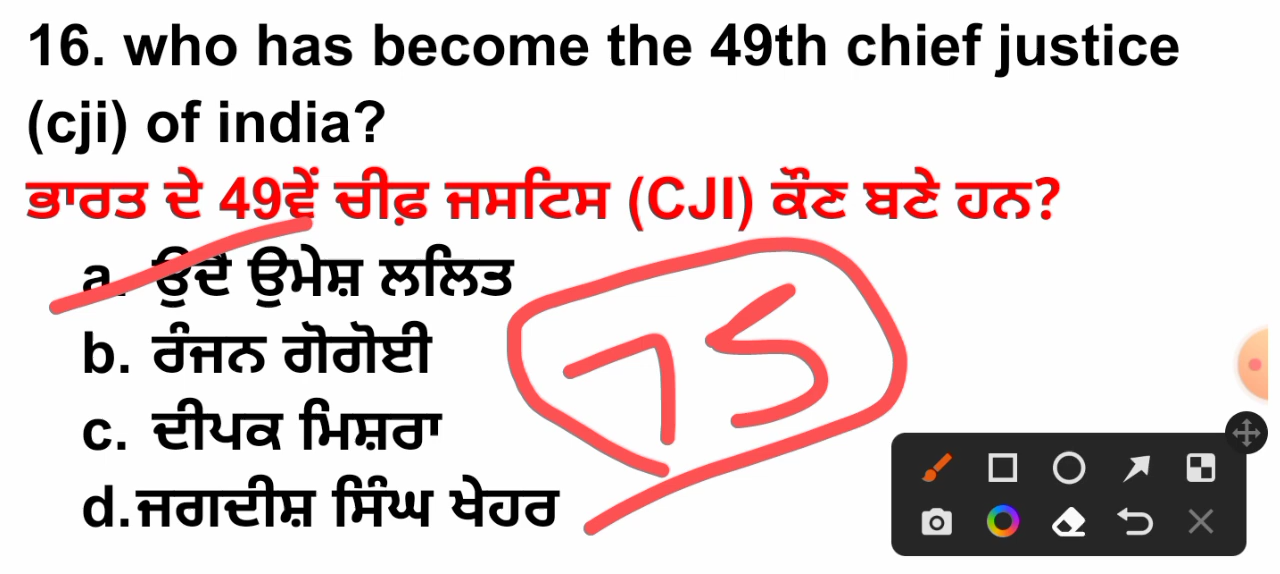 16. who has become the 49th chief justice
(cji) of india?
ਭਾਰਤ ਦੇ 49ਵੇਂ ਚੀਫ਼ ਜਸਟਿਸ (CJI) ਕੌਣ ਬਣੇ ਹਨ?
a. ਉਦੈ ਉਮੇਸ਼ ਲਲਿਤ
b. ਰੰਜਨ ਗੋਗੋਈ
75
c. ਦੀਪਕ ਮਿਸ਼ਰਾ
d.ਜਗਦੀਸ਼ ਸਿੰਘ ਖੇਹਰ